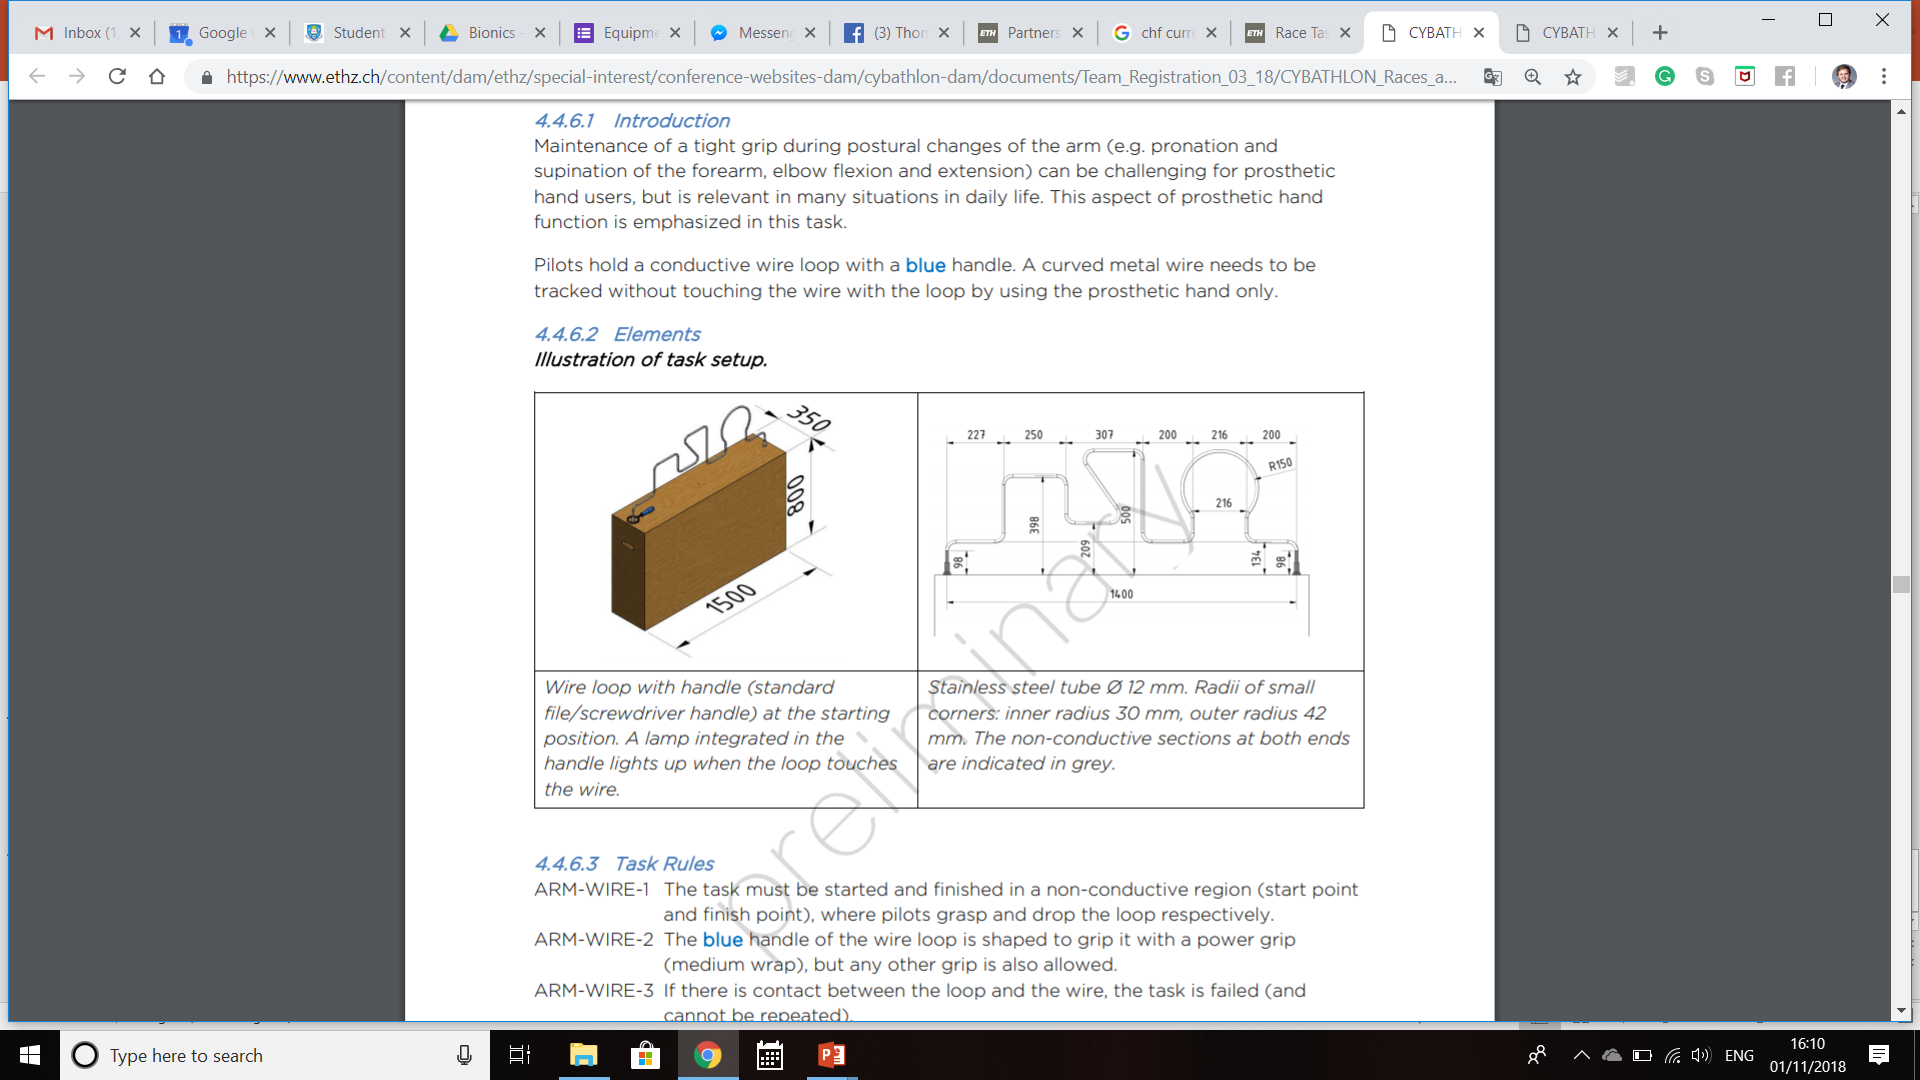 Inbox (1
Google
Student
Bionics -
Equipme
Messeng
(3) Thom
Partners
chf curre
Race Tas
CYBATH
CYBATH
https://www.ethz.ch/content/dam/ethz/special-interest/conference-websites-dam/cybathlon-dam/documents/Team_Registration_03_18/CYBATHLON_Races_a...
4.4.6.1 Introduction
Maintenance of a tight grip during postural changes of the arm (e.g. pronation and
supination of the forearm, elbow flexion and extension) can be challenging for prosthetic
hand users, but is relevant in many situations in daily life. This aspect of prosthetic hand
function is emphasized in this task.
Pilots hold a conductive wire loop with a blue handle. A curved metal wire needs to be
tracked without touching the wire with the loop by using the prosthetic hand only.
4.4.6.2 Elements
Illustration of task setup.
350
800
1500
227 250 307 200 216 200
R150
216
398
500
209
98
134
98
1400
preliminary
Wire loop with handle (standard
file/screwdriver handle) at the starting
position. A lamp integrated in the
handle lights up when the loop touches
the wire.
Stainless steel tube Ø 12 mm. Radii of small
corners: inner radius 30 mm, outer radius 42
mm. The non-conductive sections at both ends
are indicated in grey.
4.4.6.3 Task Rules
ARM-WIRE-1 The task must be started and finished in a non-conductive region (start point
and finish point), where pilots grasp and drop the loop respectively.
ARM-WIRE-2 The blue handle of the wire loop is shaped to grip it with a power grip
(medium wrap), but any other grip is also allowed.
ARM-WIRE-3 If there is contact between the loop and the wire, the task is failed (and
cannot be repeated).
Type here to search
ENG
16:10
01/11/2018